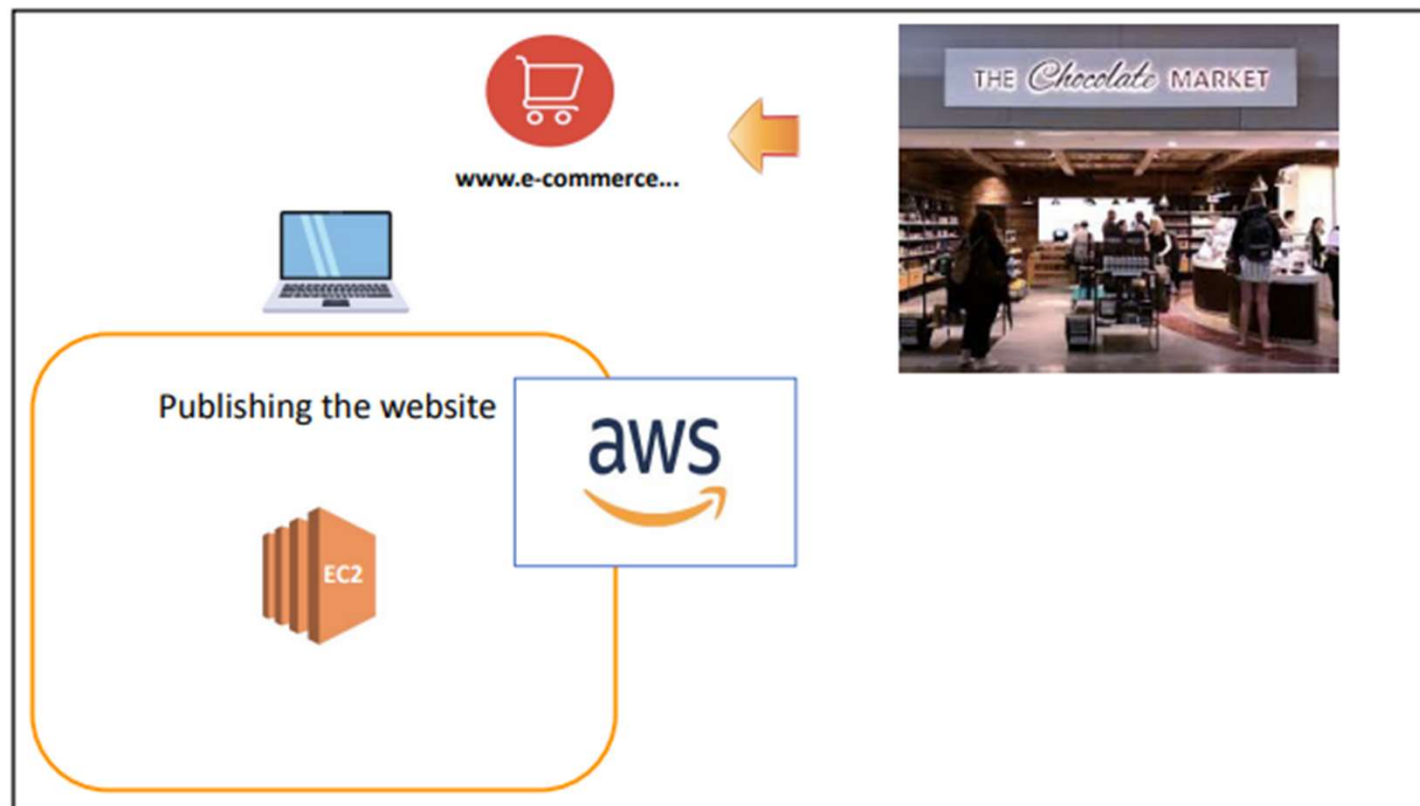 THE Chocolate MARKET
www.e-commerce...
Publishing the website
aws
EC2